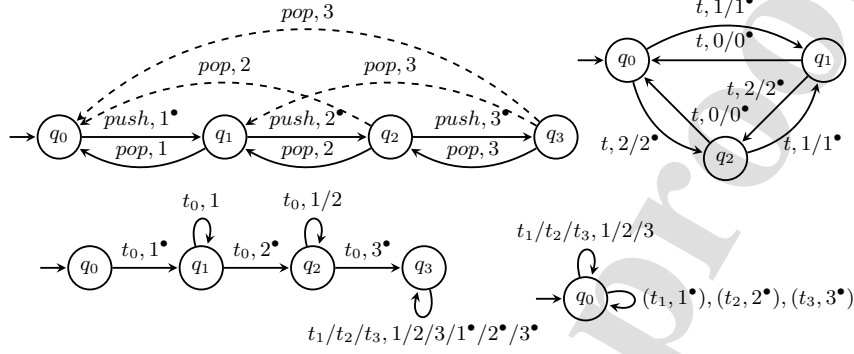 pop, 3
pop, 2
pop, 3
q₀ push, 1• q₁ push, 2• q₂ push, 3• q₃
pop, 1
pop, 2
pop, 3
t, 1/1•
q₀ t, 0/0• q₁
t, 2/2•
t, 0/0•
t, 2/2• q₂ t, 1/1•
t₀, 1
t₀, 1/2
q₀ t₀, 1• q₁ t₀, 2• q₂ t₀, 3• q₃
t₁/t₂/t₃, 1/2/3/1•/2•/3•
t₁/t₂/t₃, 1/2/3
q₀ (t₁, 1•), (t₂, 2•), (t₃, 3•)
proo